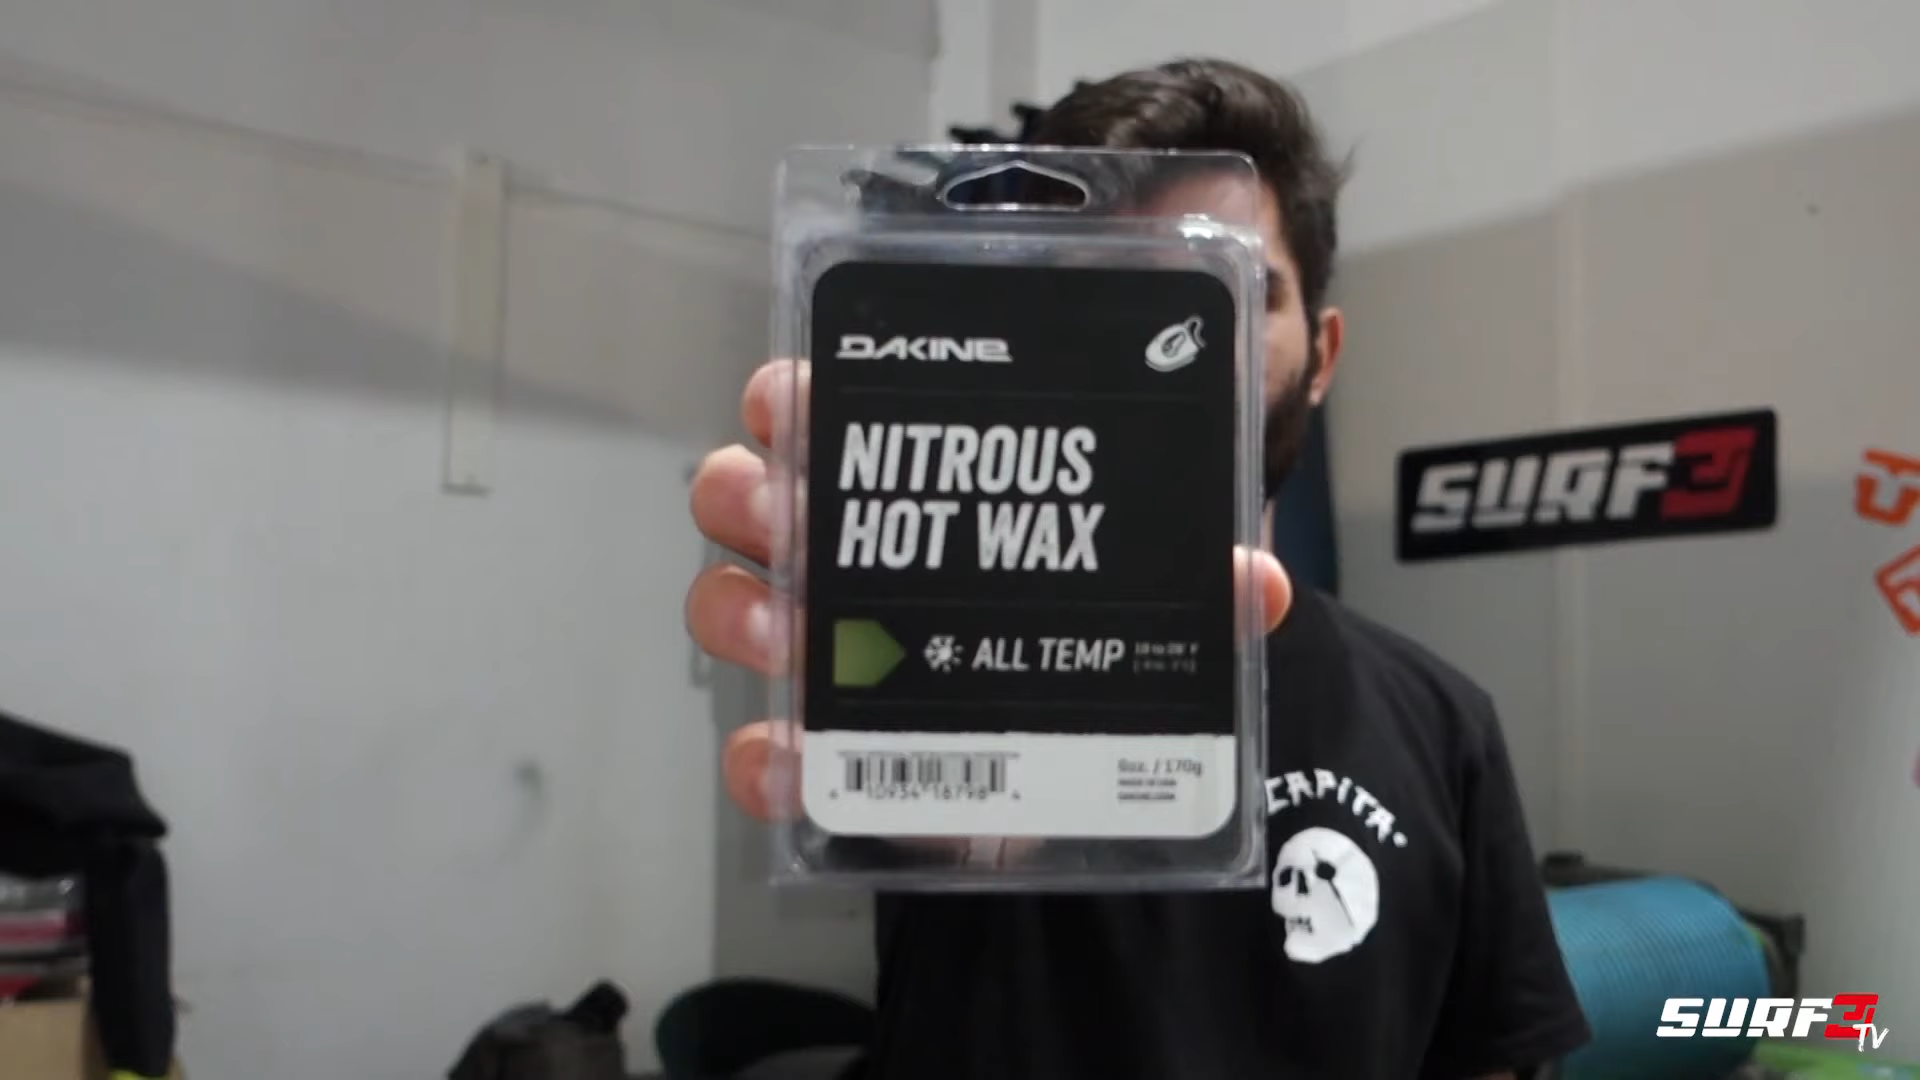 DAKINE
NITROUS
HOT WAX
ALL TEMP
6oz. / 170g
SURF3
CAPITA
SURF3 TV